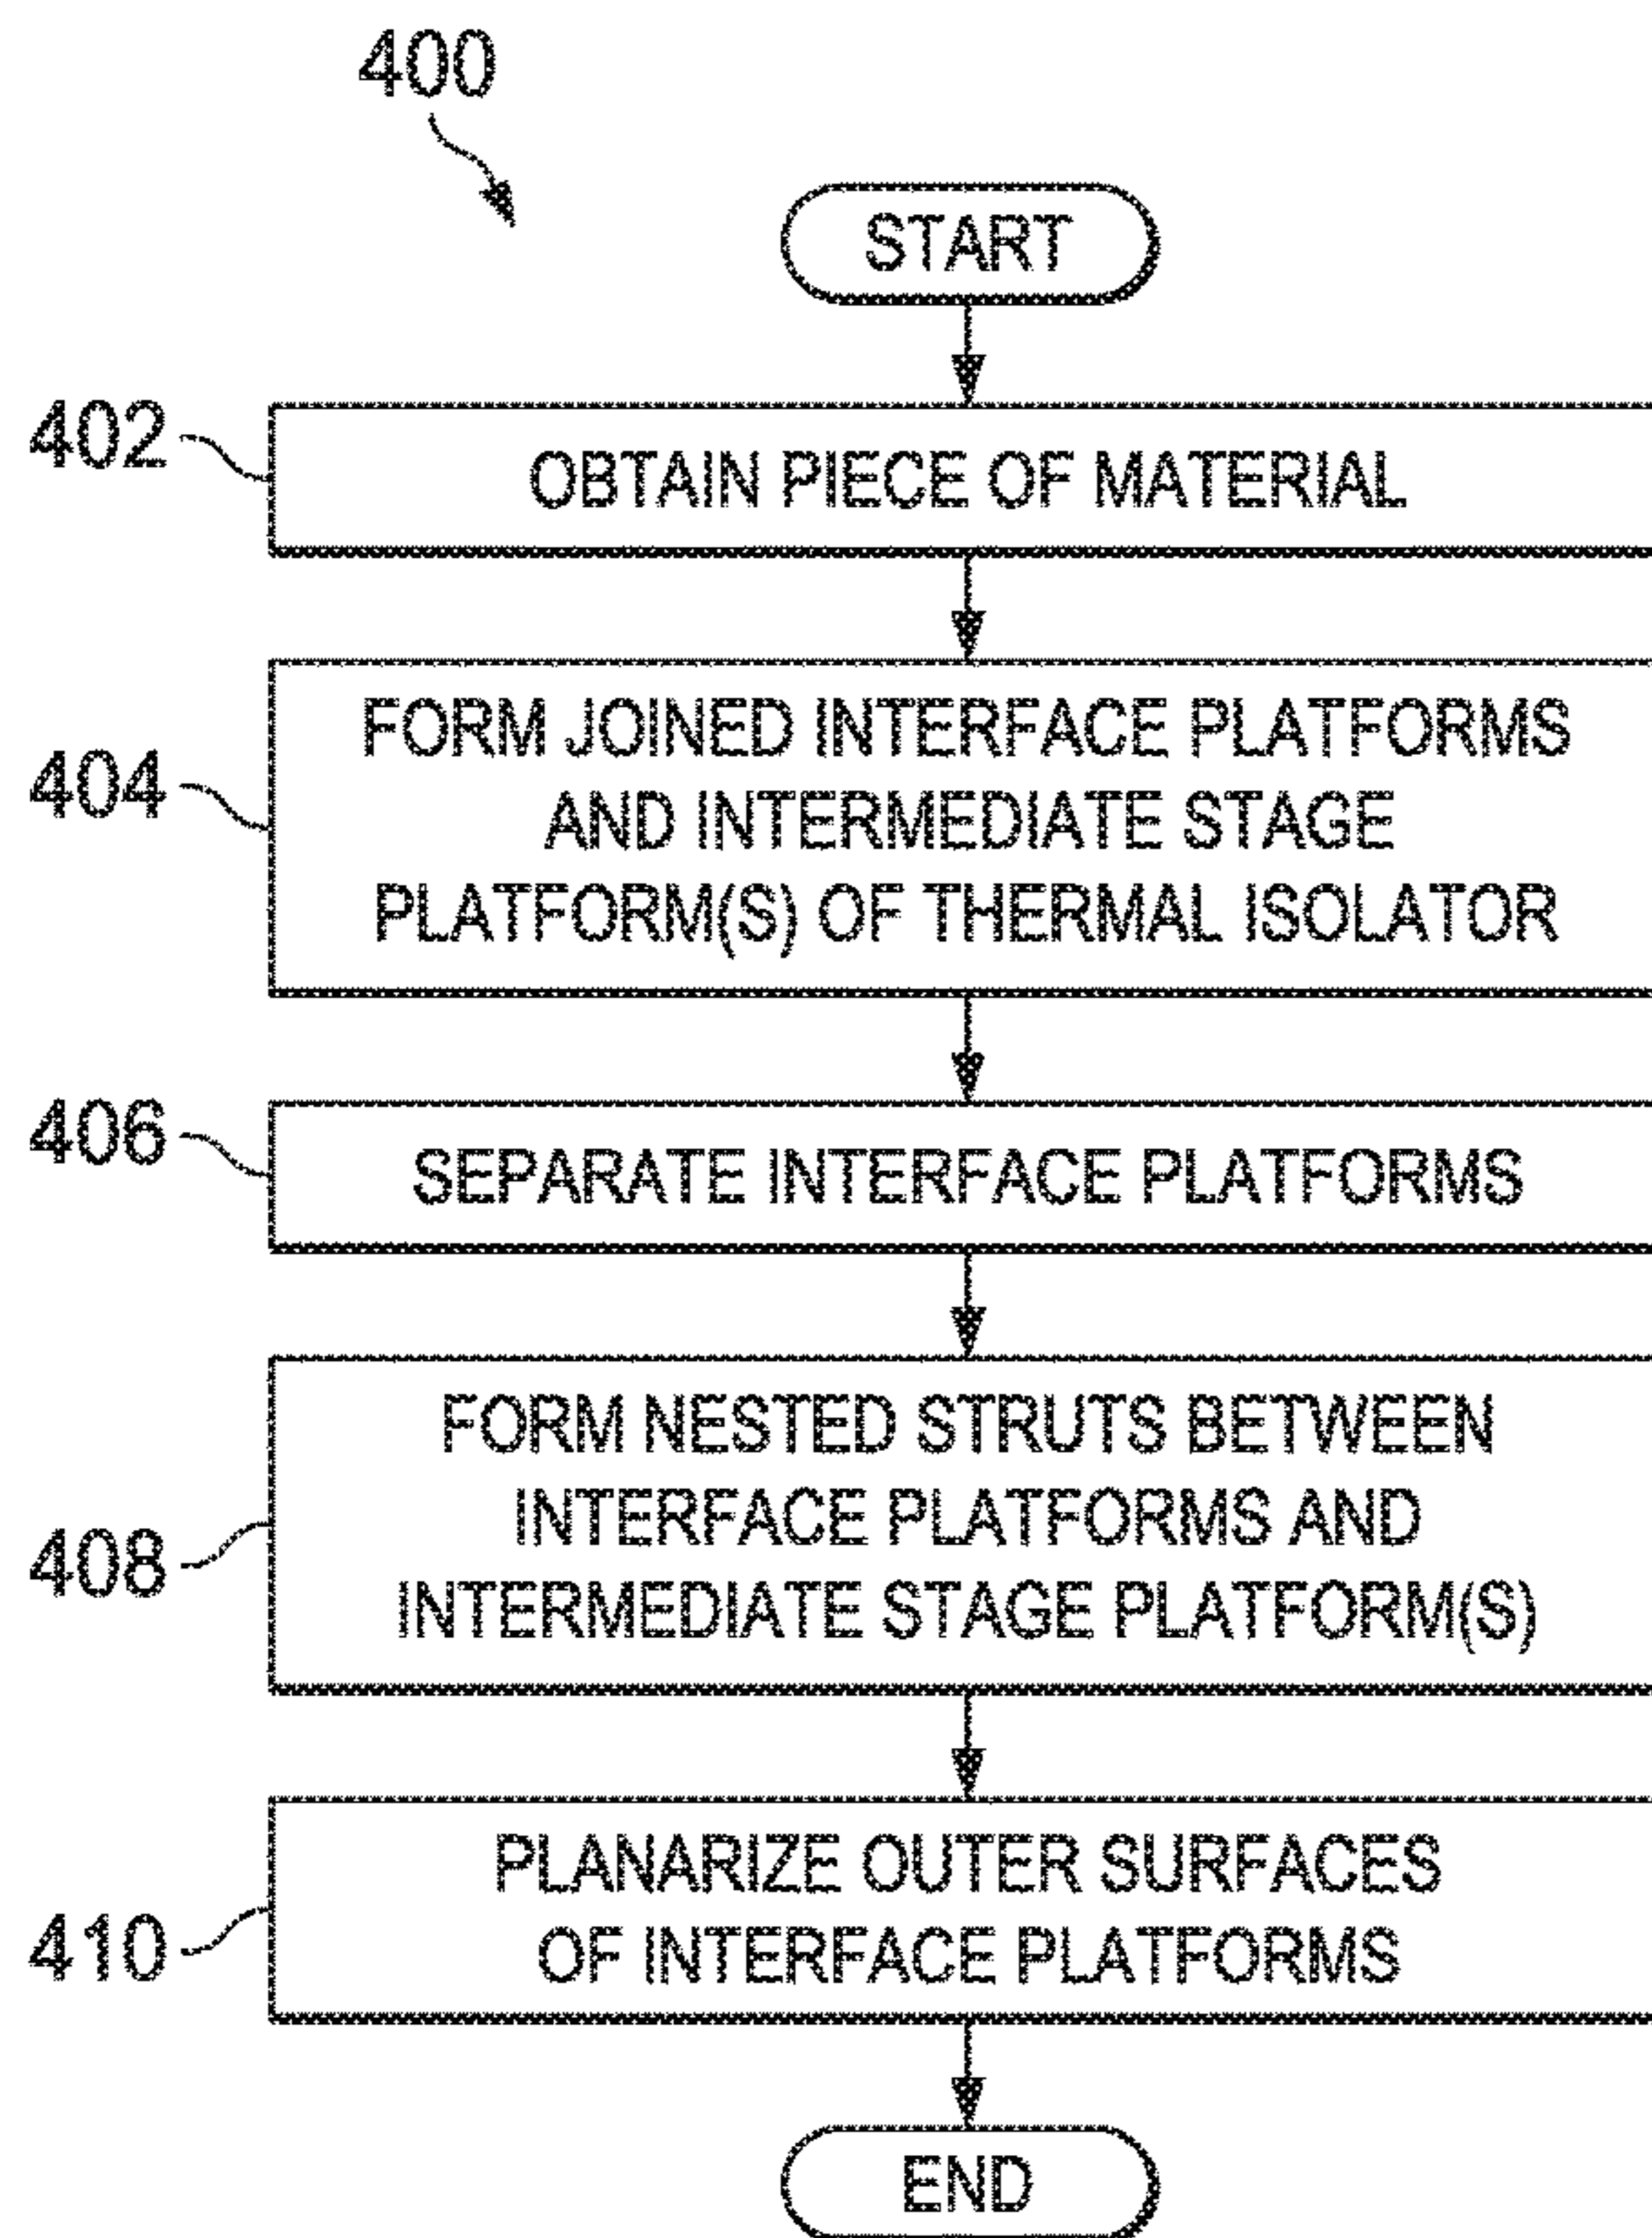 400
START
402
OBTAIN PIECE OF MATERIAL
404
FORM JOINED INTERFACE PLATFORMS
AND INTERMEDIATE STAGE
PLATFORM(S) OF THERMAL ISOLATOR
406
SEPARATE INTERFACE PLATFORMS
408
FORM NESTED STRUTS BETWEEN
INTERFACE PLATFORMS AND
INTERMEDIATE STAGE PLATFORM(S)
410
PLANARIZE OUTER SURFACES
OF INTERFACE PLATFORMS
END